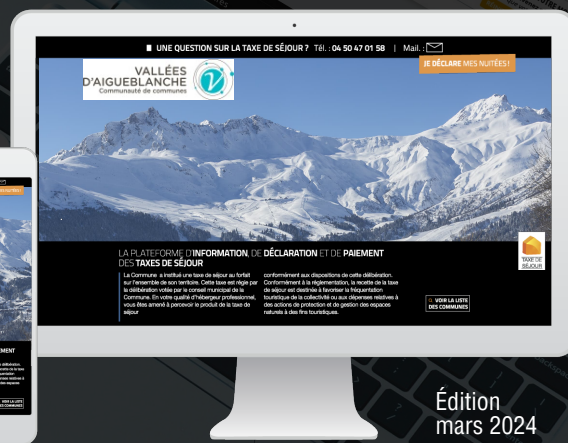 UNE QUESTION SUR LA TAXE DE SÉJOUR ? Tél. : 04 50 47 01 58 | Mail. :
JE DÉCLARE MES NUITÉES !
VALLÉES
D'AIGUEBLANCHE
Communauté de communes
LA PLATEFORME D'INFORMATION, DE DÉCLARATION ET DE PAIEMENT
DES TAXES DE SÉJOUR
La Commune a institué une taxe de séjour au forfait
sur l'ensemble de son territoire. Cette taxe est régie par
la délibération votée par le conseil municipal de la
Commune. En votre qualité d'hébergeur professionnel,
vous êtes amené à percevoir le produit de la taxe de
séjour
conformément aux dispositions de cette délibération.
Conformément à la réglementation, la recette de la taxe
de séjour est destinée à favoriser la fréquentation
touristique de la collectivité ou aux dépenses relatives à
des actions de protection et de gestion des espaces
naturels à des fins touristiques.
TAXE DE
SÉJOUR
VOIR LA LISTE
DES COMMUNES
Édition
mars 2024